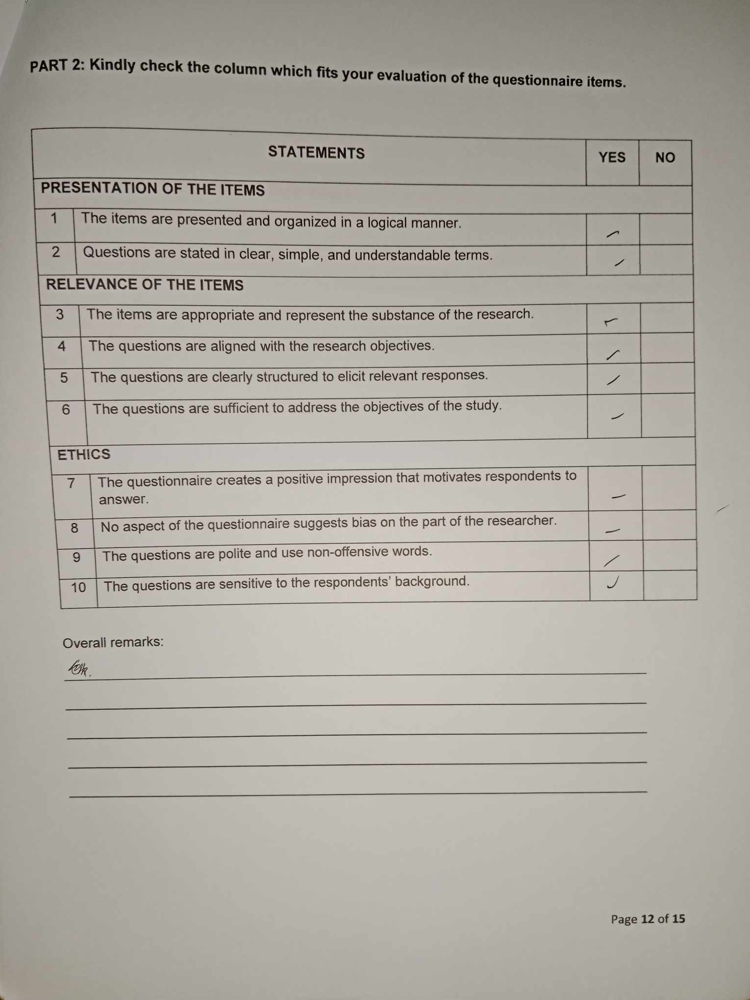 PART 2: Kindly check the column which fits your evaluation of the questionnaire items.
STATEMENTS YES NO
PRESENTATION OF THE ITEMS
1 The items are presented and organized in a logical manner.
2 Questions are stated in clear, simple, and understandable terms.
RELEVANCE OF THE ITEMS
3 The items are appropriate and represent the substance of the research.
4 The questions are aligned with the research objectives.
5 The questions are clearly structured to elicit relevant responses.
6 The questions are sufficient to address the objectives of the study.
ETHICS
7 The questionnaire creates a positive impression that motivates respondents to
answer.
8 No aspect of the questionnaire suggests bias on the part of the researcher.
9 The questions are polite and use non-offensive words.
10 The questions are sensitive to the respondents' background.
Overall remarks:
Page 12 of 15